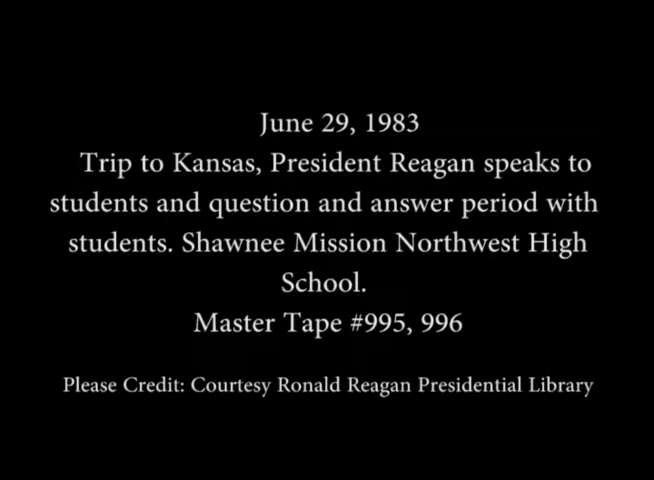 June 29, 1983
Trip to Kansas, President Reagan speaks to
students and question and answer period with
students. Shawnee Mission Northwest High
School.
Master Tape #995, 996
Please Credit: Courtesy Ronald Reagan Presidential Library